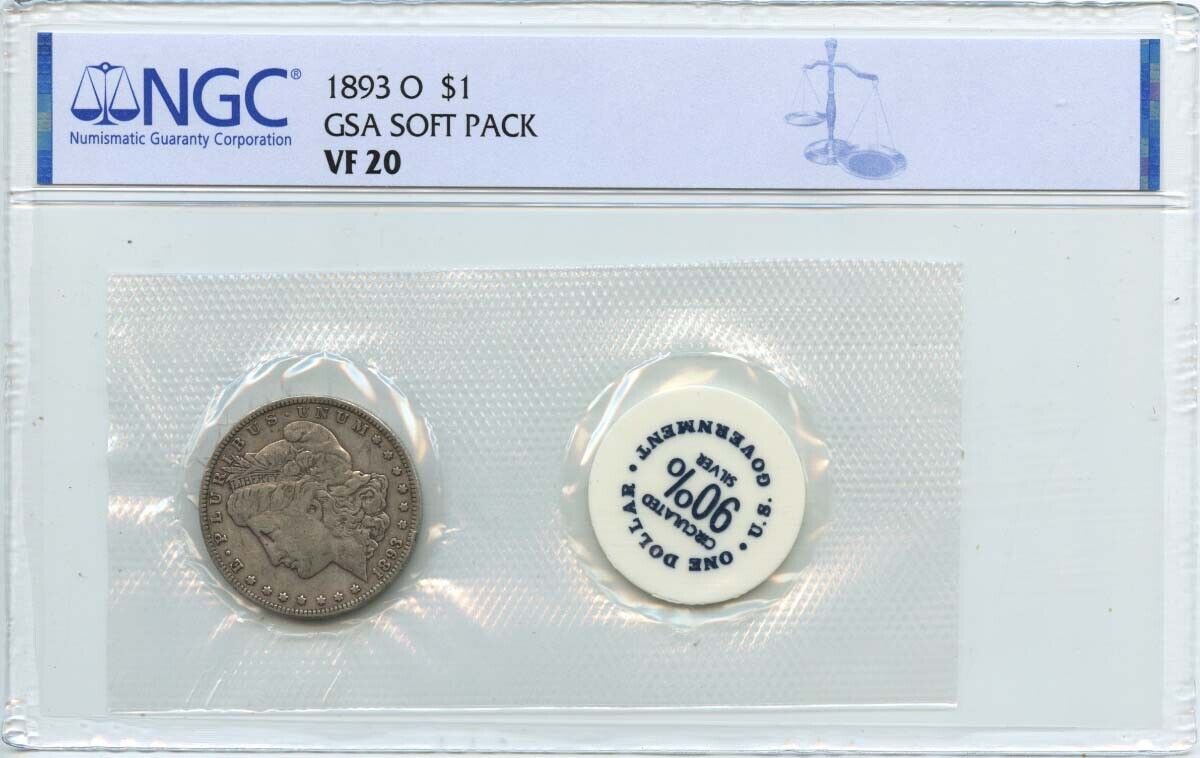 NGC®
Numismatic Guaranty Corporation
1893 O $1
GSA SOFT PACK
VF 20
E · PLURIBUS · UNUM
LIBERTY
1893
U.S. GOVERNMENT • ONE DOLLAR •
CIRCULATED
90%
SILVER